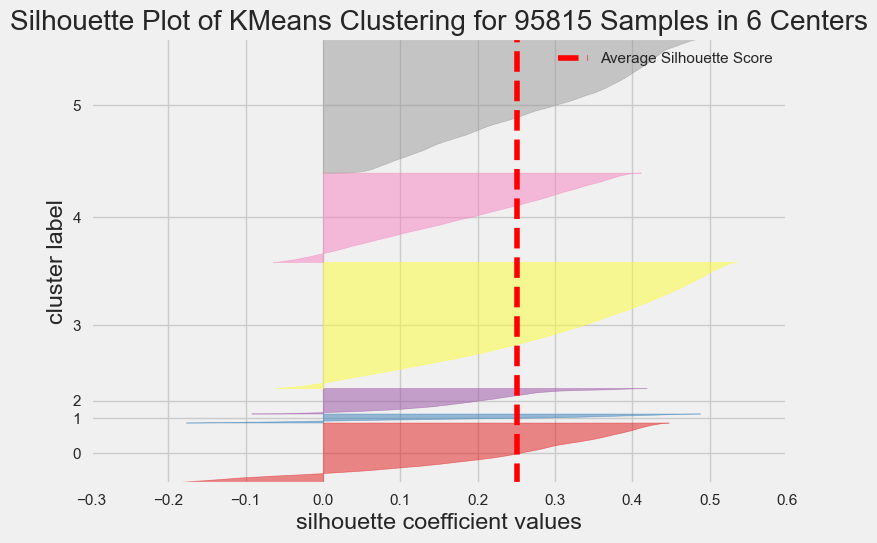 Silhouette Plot of KMeans Clustering for 95815 Samples in 6 Centers
Average Silhouette Score
5
4
3
2
1
0
cluster label
−0.3 −0.2 −0.1 0.0 0.1 0.2 0.3 0.4 0.5 0.6
silhouette coefficient values